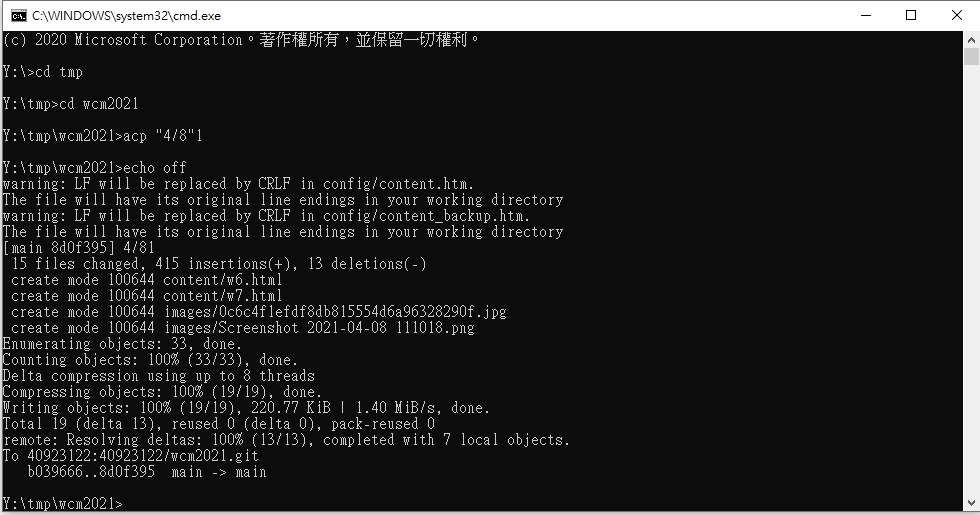 C:\WINDOWS\system32\cmd.exe
(c) 2020 Microsoft Corporation。著作權所有，並保留一切權利。
Y:\>cd tmp
Y:\tmp>cd wcm2021
Y:\tmp\wcm2021>acp "4/8"1
Y:\tmp\wcm2021>echo off
warning: LF will be replaced by CRLF in config/content.htm.
The file will have its original line endings in your working directory
warning: LF will be replaced by CRLF in config/content_backup.htm.
The file will have its original line endings in your working directory
[main 8d0f395] 4/81
 15 files changed, 415 insertions(+), 13 deletions(-)
 create mode 100644 content/w6.html
 create mode 100644 content/w7.html
 create mode 100644 images/0c6c4f1efdf8db815554d6a96328290f.jpg
 create mode 100644 images/Screenshot 2021-04-08 111018.png
Enumerating objects: 33, done.
Counting objects: 100% (33/33), done.
Delta compression using up to 8 threads
Compressing objects: 100% (19/19), done.
Writing objects: 100% (19/19), 220.77 KiB | 1.40 MiB/s, done.
Total 19 (delta 13), reused 0 (delta 0), pack-reused 0
remote: Resolving deltas: 100% (13/13), completed with 7 local objects.
To 40923122:40923122/wcm2021.git
   b039666..8d0f395  main -> main
Y:\tmp\wcm2021>